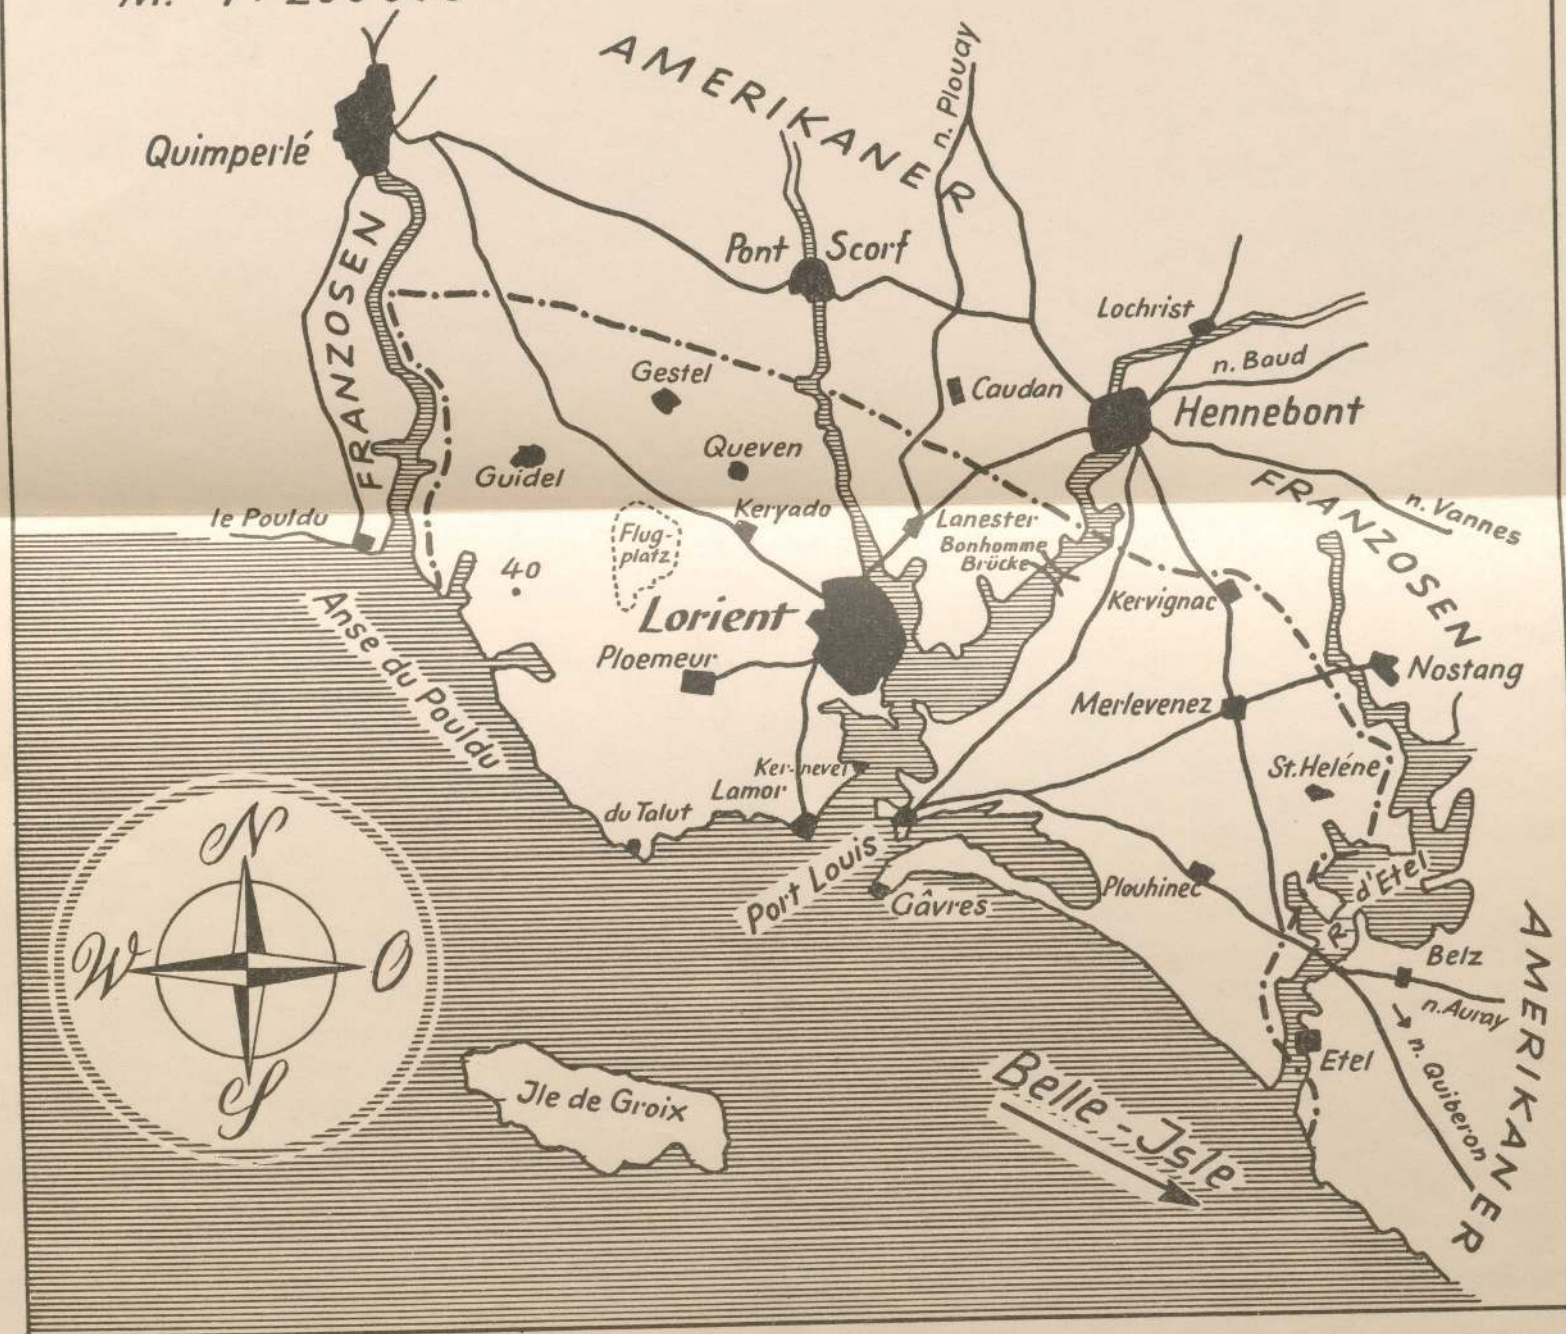 AMERIKANER
n. Plouay
Quimperlé
FRANZOSEN
Pont Scorf
Lochrist
n. Baud
Gestel
Caudan
Hennebont
Queven
Guidel
FRANZOSEN
n. Vannes
le Pouldu
Keryado
Flug-
platz
Lanester
Bonhomme
Brücke
40
Kervignac
Lorient
Anse du Pouldu
Ploemeur
Nostang
Merlevenez
Kernevel
St. Heléne
Lamor
du Talut
Port Louis
Gâvres
Plouhinec
R. d'Etel
N
W
O
S
Belz
n. Auray
AMERIKANER
Etel
n. Quiberon
Belle-Jsle
Jle de Groix